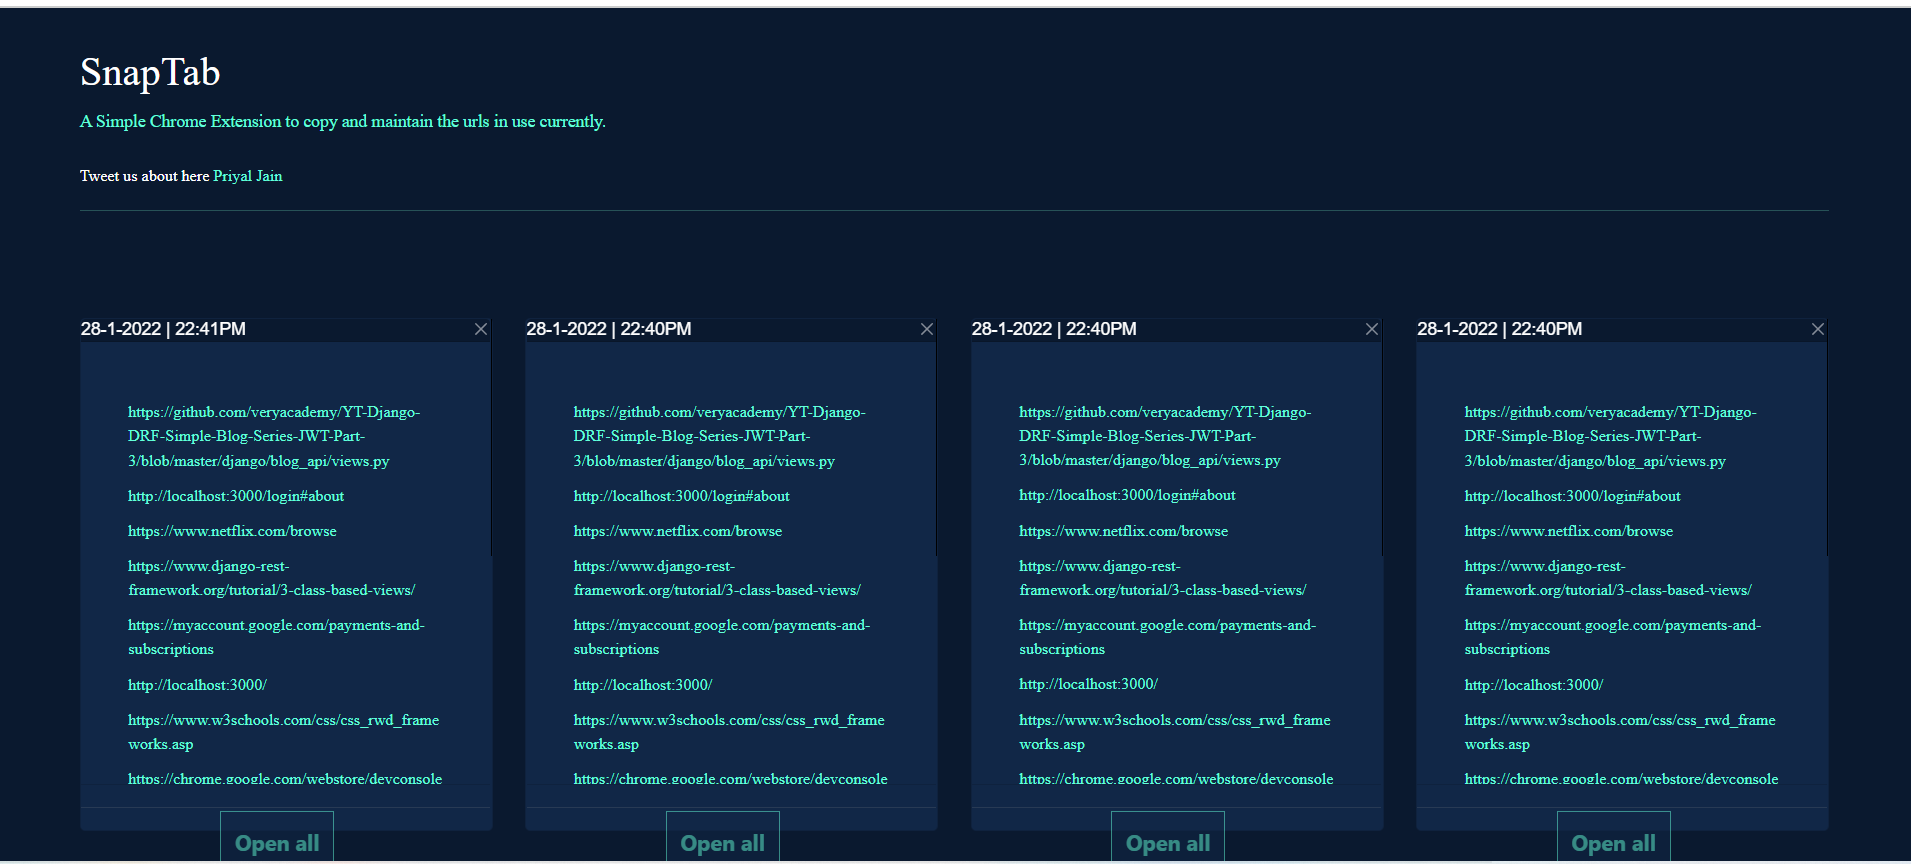 SnapTab
A Simple Chrome Extension to copy and maintain the urls in use currently.
Tweet us about here Priyal Jain
28-1-2022 | 22:41PM
https://github.com/veryacademy/YT-Django-
DRF-Simple-Blog-Series-JWT-Part-
3/blob/master/django/blog_api/views.py
http://localhost:3000/login#about
https://www.netflix.com/browse
https://www.django-rest-
framework.org/tutorial/3-class-based-views/
https://myaccount.google.com/payments-and-
subscriptions
http://localhost:3000/
https://www.w3schools.com/css/css_rwd_frame
works.asp
https://chrome.google.com/webstore/devconsole
Open all
28-1-2022 | 22:40PM
https://github.com/veryacademy/YT-Django-
DRF-Simple-Blog-Series-JWT-Part-
3/blob/master/django/blog_api/views.py
http://localhost:3000/login#about
https://www.netflix.com/browse
https://www.django-rest-
framework.org/tutorial/3-class-based-views/
https://myaccount.google.com/payments-and-
subscriptions
http://localhost:3000/
https://www.w3schools.com/css/css_rwd_frame
works.asp
https://chrome.google.com/webstore/devconsole
Open all
28-1-2022 | 22:40PM
https://github.com/veryacademy/YT-Django-
DRF-Simple-Blog-Series-JWT-Part-
3/blob/master/django/blog_api/views.py
http://localhost:3000/login#about
https://www.netflix.com/browse
https://www.django-rest-
framework.org/tutorial/3-class-based-views/
https://myaccount.google.com/payments-and-
subscriptions
http://localhost:3000/
https://www.w3schools.com/css/css_rwd_frame
works.asp
https://chrome.google.com/webstore/devconsole
Open all
28-1-2022 | 22:40PM
https://github.com/veryacademy/YT-Django-
DRF-Simple-Blog-Series-JWT-Part-
3/blob/master/django/blog_api/views.py
http://localhost:3000/login#about
https://www.netflix.com/browse
https://www.django-rest-
framework.org/tutorial/3-class-based-views/
https://myaccount.google.com/payments-and-
subscriptions
http://localhost:3000/
https://www.w3schools.com/css/css_rwd_frame
works.asp
https://chrome.google.com/webstore/devconsole
Open all